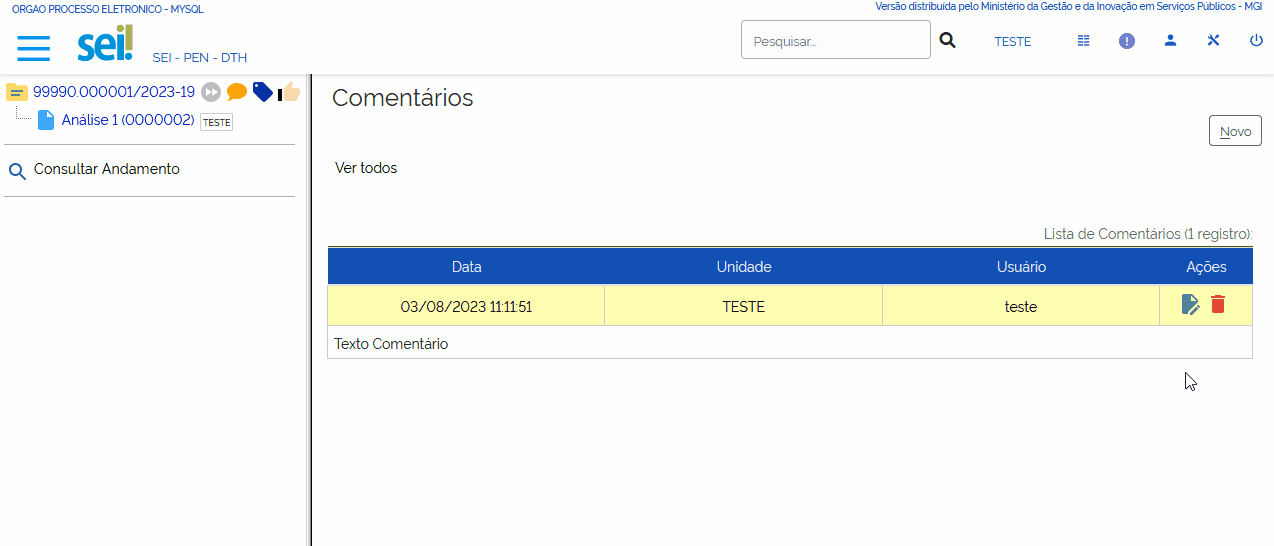 ORGAO PROCESSO ELETRONICO - MYSQL
Versão distribuída pelo Ministério da Gestão e da Inovação em Serviços Públicos - MGI
sei!
SEI - PEN - DTH
Pesquisar...
TESTE
99990.000001/2023-19
Análise 1 (0000002) TESTE
Consultar Andamento
Comentários
Novo
Ver todos
Lista de Comentários (1 registro):
Data Unidade Usuário Ações
03/08/2023 11:11:51 TESTE teste
Texto Comentário